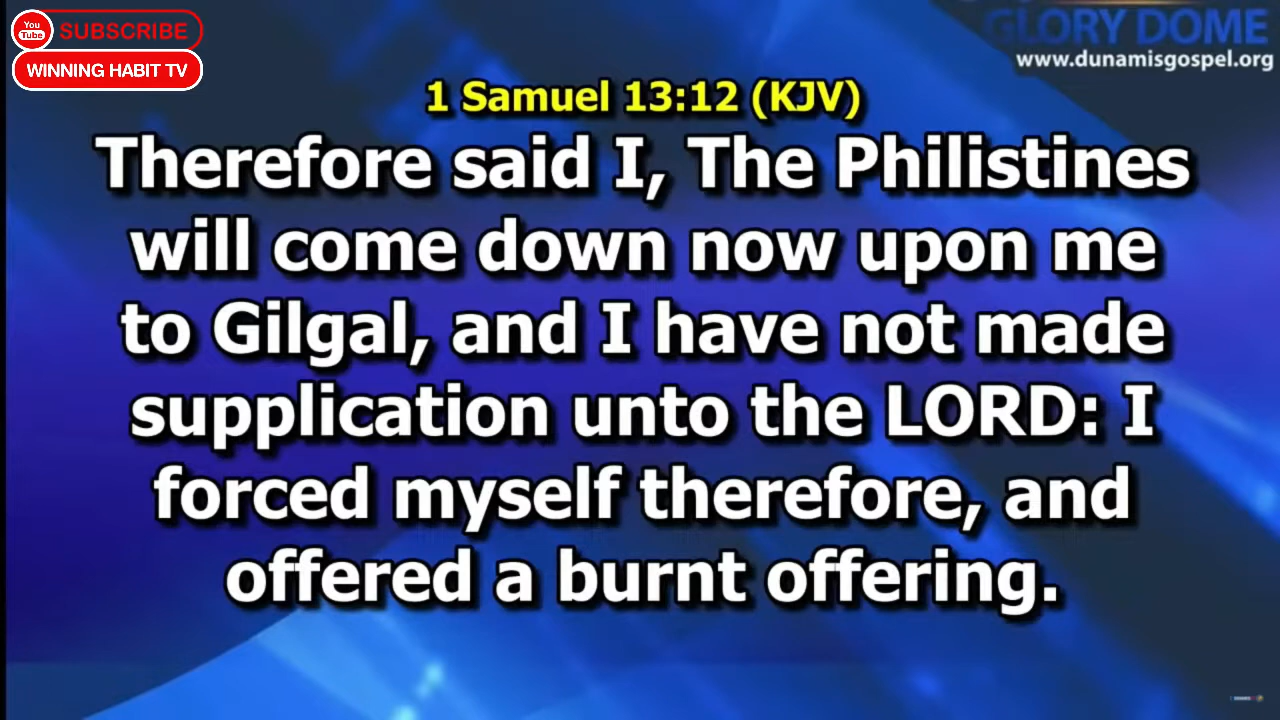 You
Tube
SUBSCRIBE
WINNING HABIT TV
GLORY DOME
www.dunamisgospel.org
1 Samuel 13:12 (KJV)
Therefore said I, The Philistines
will come down now upon me
to Gilgal, and I have not made
supplication unto the LORD: I
forced myself therefore, and
offered a burnt offering.